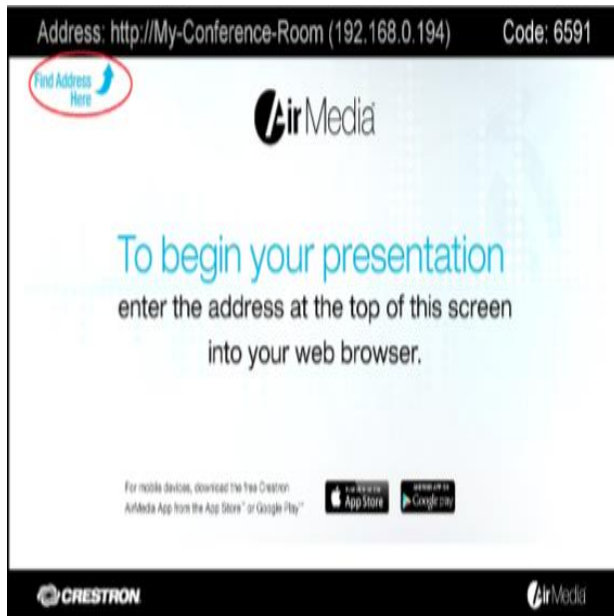 Address: http://My-Conference-Room (192.168.0.194) Code: 6591
Find Address
Here
AirMedia
To begin your presentation
enter the address at the top of this screen
into your web browser.
For mobile devices, download the free Crestron
AirMedia App from the App Store™ or Google Play™
App Store
Google play
CRESTRON
AirMedia